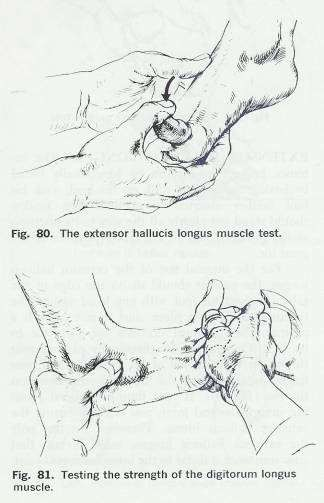 Fig. 80. The extensor hallucis longus muscle test.
Fig. 81. Testing the strength of the digitorum longus
muscle.